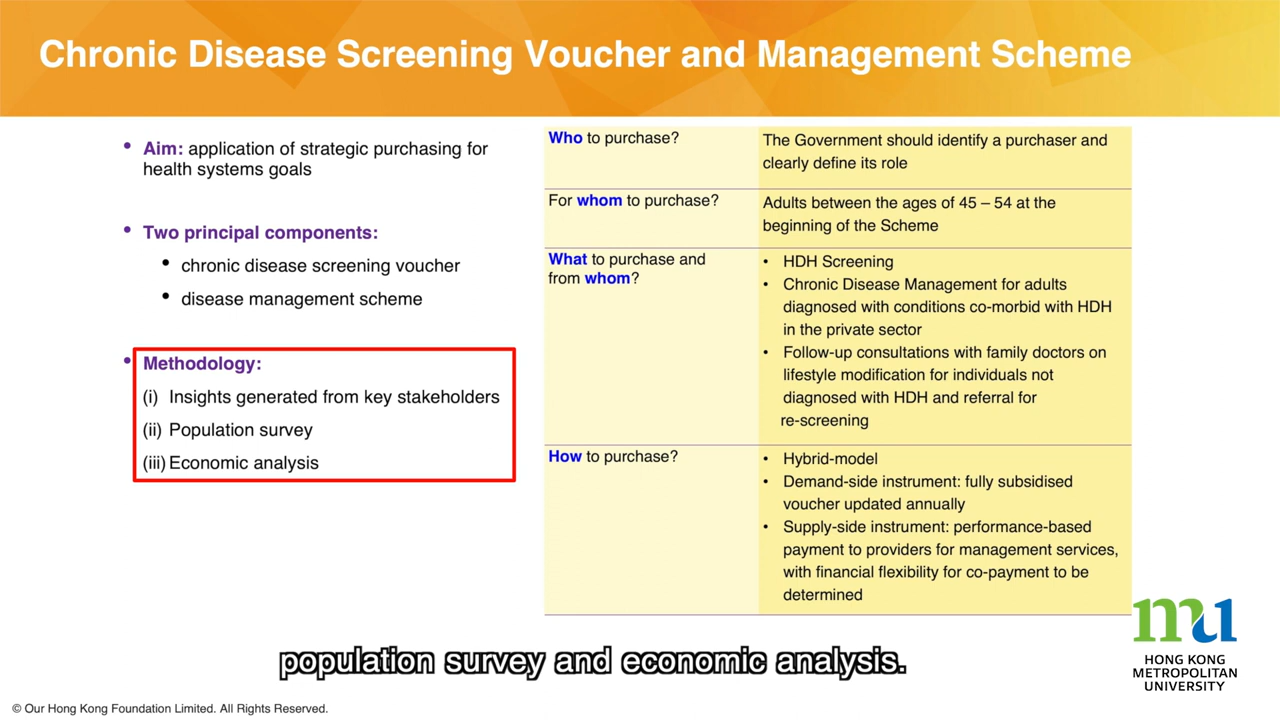 Chronic Disease Screening Voucher and Management Scheme
• Aim: application of strategic purchasing for
health systems goals
• Two principal components:
• chronic disease screening voucher
• disease management scheme
• Methodology:
(i) Insights generated from key stakeholders
(ii) Population survey
(iii) Economic analysis
Who to purchase?
The Government should identify a purchaser and
clearly define its role
For whom to purchase?
Adults between the ages of 45 – 54 at the
beginning of the Scheme
What to purchase and
from whom?
• HDH Screening
• Chronic Disease Management for adults
diagnosed with conditions co-morbid with HDH
in the private sector
• Follow-up consultations with family doctors on
lifestyle modification for individuals not
diagnosed with HDH and referral for
re-screening
How to purchase?
• Hybrid-model
• Demand-side instrument: fully subsidised
voucher updated annually
• Supply-side instrument: performance-based
payment to providers for management services,
with financial flexibility for co-payment to be
determined
population survey and economic analysis.
mu
HONG KONG
METROPOLITAN
UNIVERSITY
© Our Hong Kong Foundation Limited. All Rights Reserved.